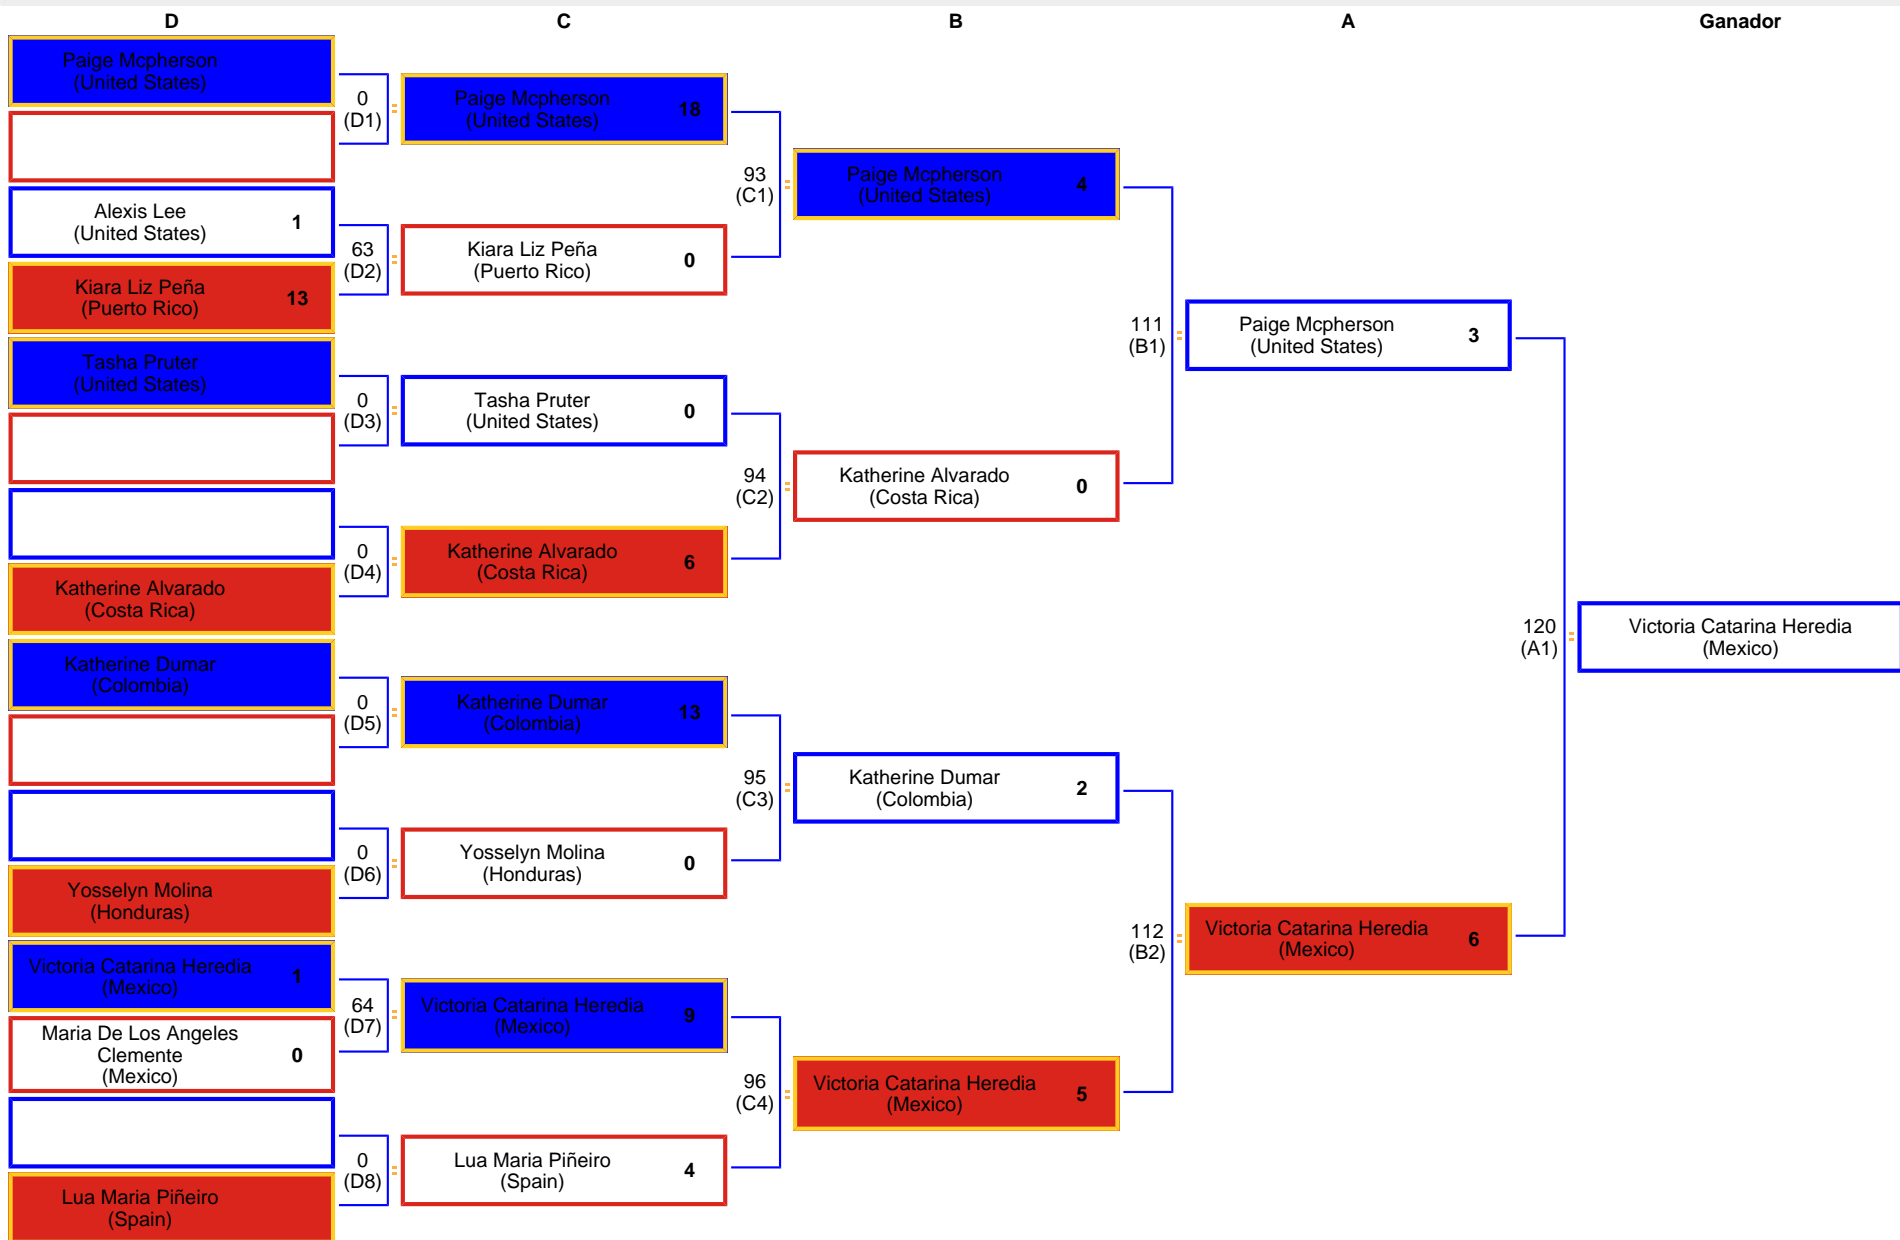 D
C
B
A
Ganador
Paige Mcpherson
(United States)
Alexis Lee
(United States)
1
Kiara Liz Peña
(Puerto Rico)
13
Tasha Pruter
(United States)
Katherine Alvarado
(Costa Rica)
Katherine Dumar
(Colombia)
Yosselyn Molina
(Honduras)
Victoria Catarina Heredia
(Mexico)
1
Maria De Los Angeles
Clemente
(Mexico)
0
Lua Maria Piñeiro
(Spain)
0
(D1)
63
(D2)
0
(D3)
0
(D4)
0
(D5)
0
(D6)
64
(D7)
0
(D8)
Paige Mcpherson
(United States)
18
Kiara Liz Peña
(Puerto Rico)
0
Tasha Pruter
(United States)
0
Katherine Alvarado
(Costa Rica)
6
Katherine Dumar
(Colombia)
13
Yosselyn Molina
(Honduras)
0
Victoria Catarina Heredia
(Mexico)
9
Lua Maria Piñeiro
(Spain)
4
93
(C1)
94
(C2)
95
(C3)
96
(C4)
Paige Mcpherson
(United States)
4
Katherine Alvarado
(Costa Rica)
0
Katherine Dumar
(Colombia)
2
Victoria Catarina Heredia
(Mexico)
5
111
(B1)
112
(B2)
Paige Mcpherson
(United States)
3
Victoria Catarina Heredia
(Mexico)
6
120
(A1)
Victoria Catarina Heredia
(Mexico)